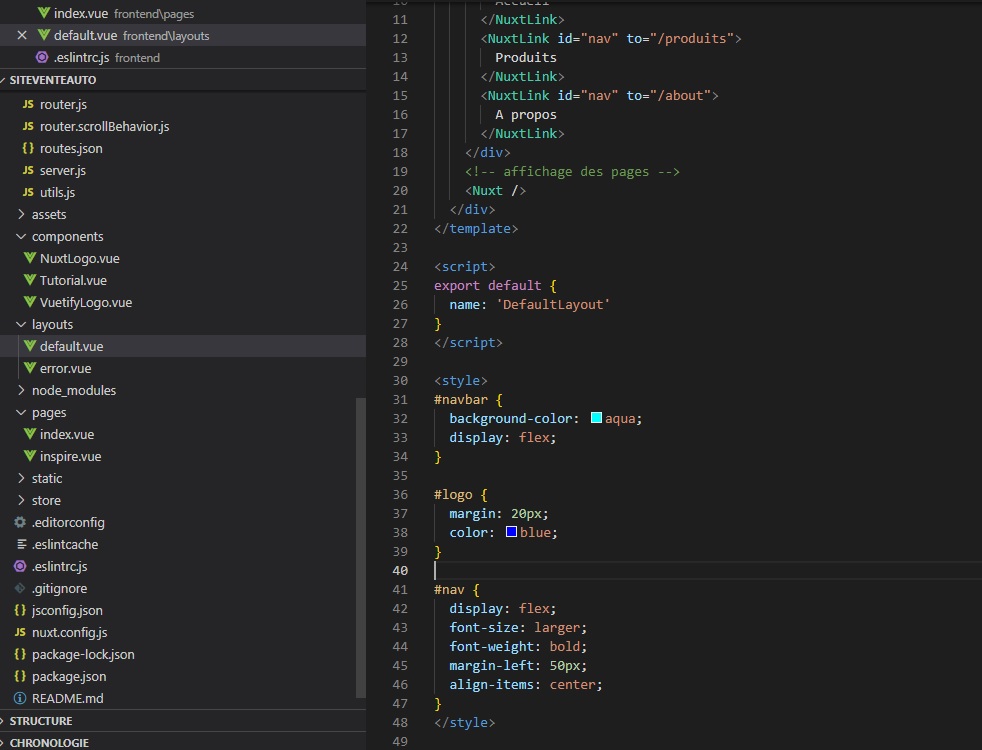 index.vue frontend\pages
default.vue frontend\layouts
.eslintrc.js frontend
SITEVENTEAUTO
JS router.js
JS router.scrollBehavior.js
{} routes.json
JS server.js
JS utils.js
assets
components
NuxtLogo.vue
Tutorial.vue
VuetifyLogo.vue
layouts
default.vue
error.vue
node_modules
pages
index.vue
inspire.vue
static
store
.editorconfig
.eslintcache
.eslintrc.js
.gitignore
{} jsconfig.json
JS nuxt.config.js
{} package-lock.json
{} package.json
README.md
STRUCTURE
CHRONOLOGIE
10 Accueil
11 </NuxtLink>
12 <NuxtLink id="nav" to="/produits">
13 Produits
14 </NuxtLink>
15 <NuxtLink id="nav" to="/about">
16 A propos
17 </NuxtLink>
18 </div>
19 <!-- affichage des pages -->
20 <Nuxt />
21 </div>
22 </template>
23
24 <script>
25 export default {
26 name: 'DefaultLayout'
27 }
28 </script>
29
30 <style>
31 #navbar {
32 background-color: aqua;
33 display: flex;
34 }
35
36 #logo {
37 margin: 20px;
38 color: blue;
39 }
40
41 #nav {
42 display: flex;
43 font-size: larger;
44 font-weight: bold;
45 margin-left: 50px;
46 align-items: center;
47 }
48 </style>
49